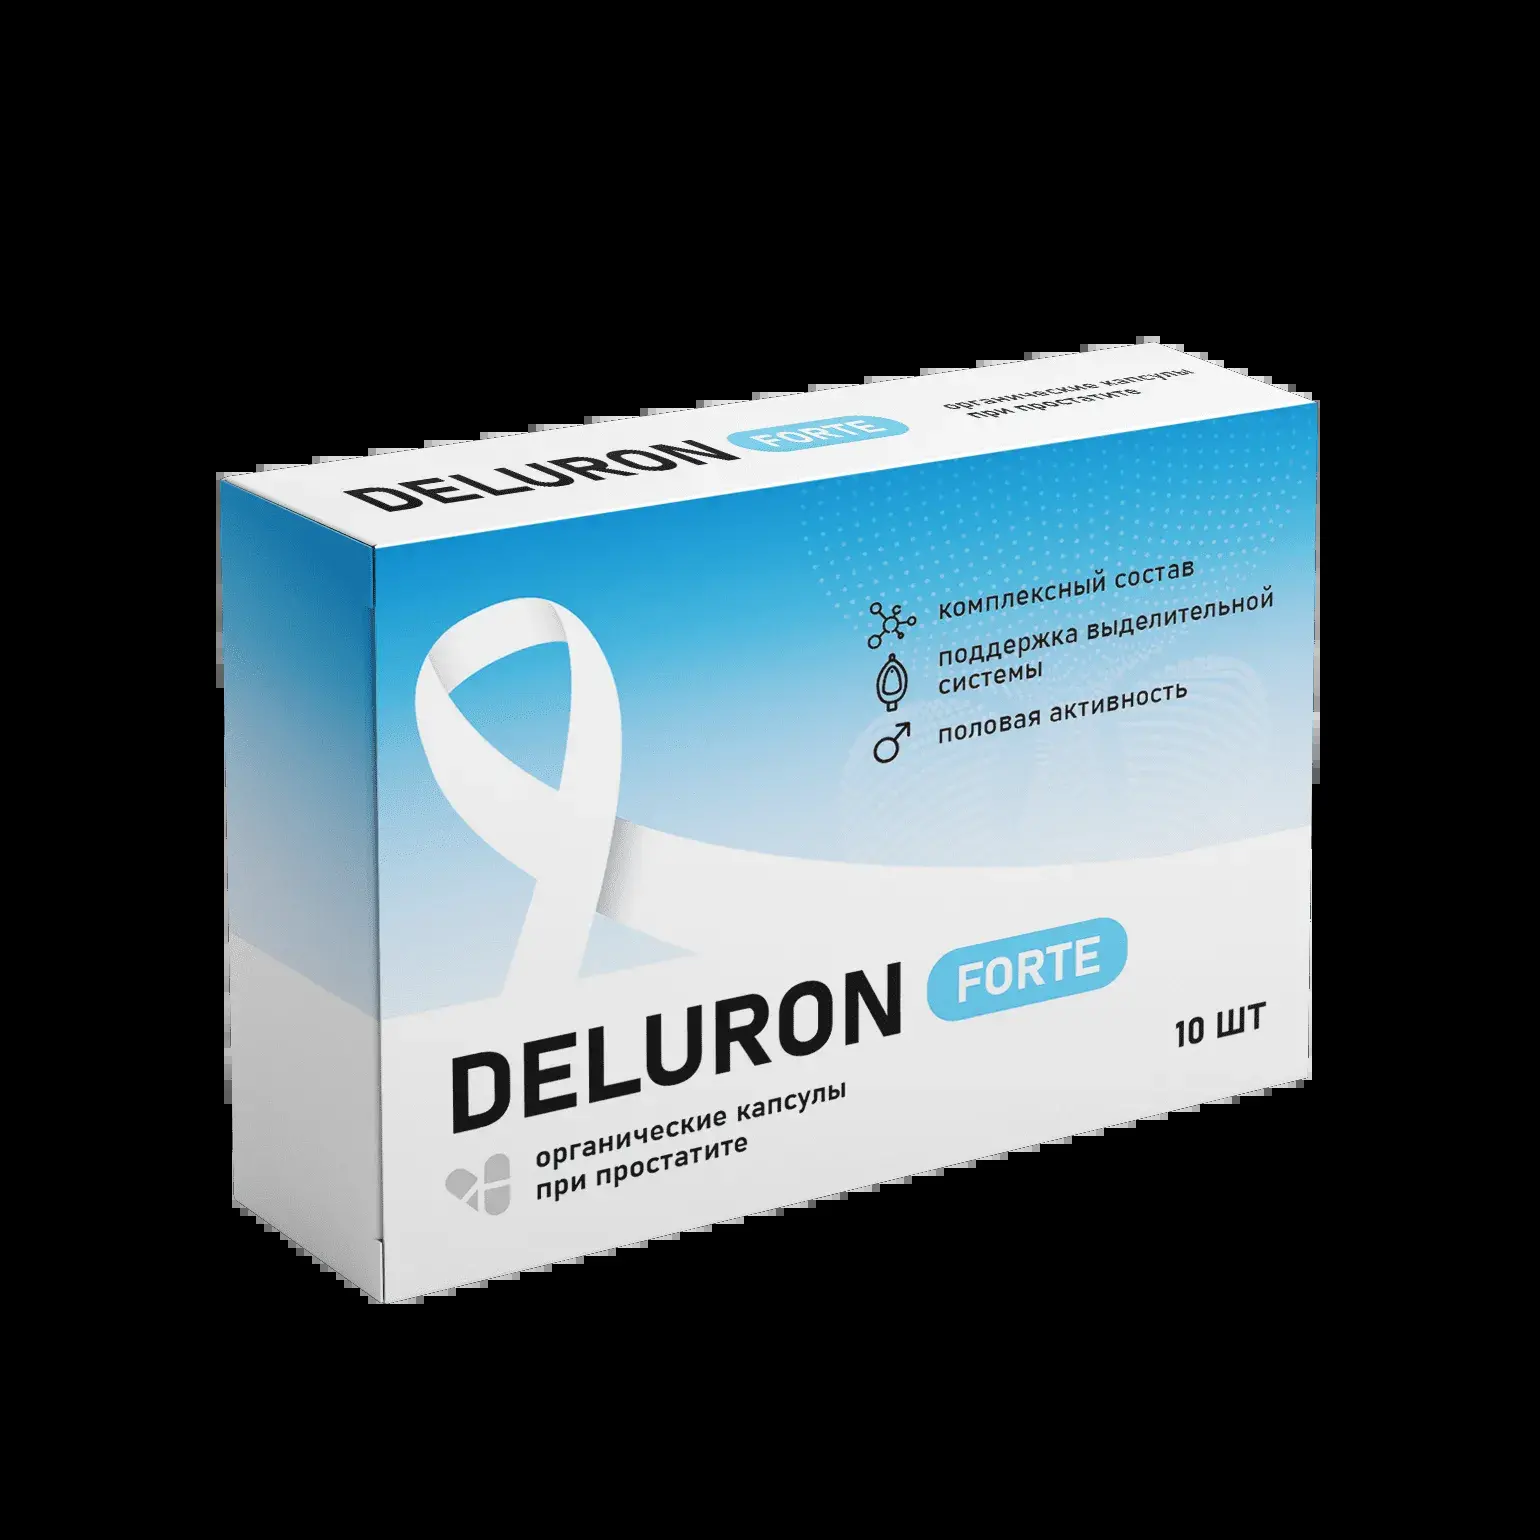 DELURON FORTE
органические капсулы
при простатите
комплексный состав
поддержка выделительной
системы
половая активность
DELURON FORTE
10 ШТ
органические капсулы
при простатите